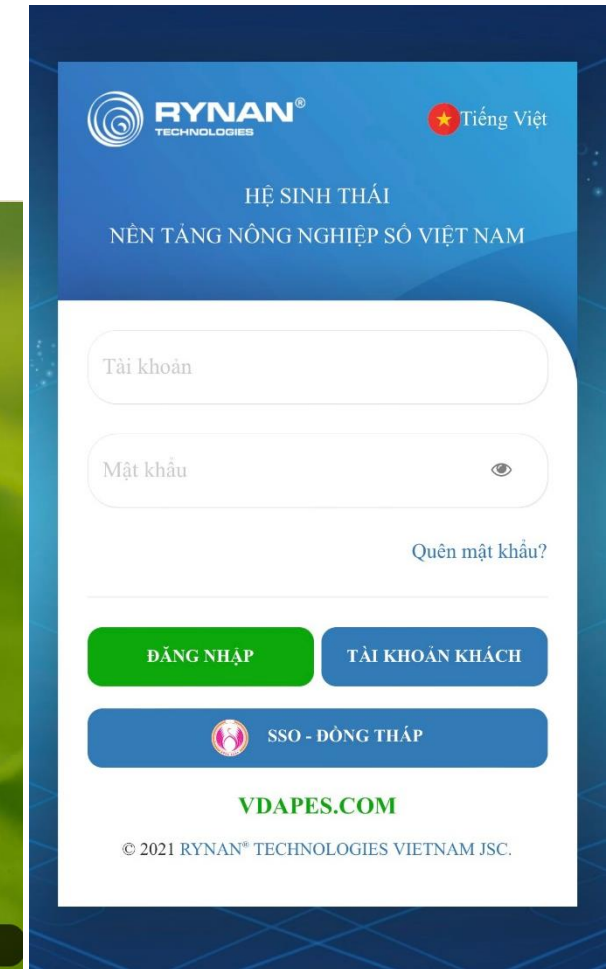 RYNAN®
TECHNOLOGIES
Tiếng Việt
HỆ SINH THÁI
NỀN TẢNG NÔNG NGHIỆP SỐ VIỆT NAM
Tài khoản
Mật khẩu
Quên mật khẩu?
ĐĂNG NHẬP
TÀI KHOẢN KHÁCH
SSO - ĐỒNG THÁP
VDAPES.COM
© 2021 RYNAN® TECHNOLOGIES VIETNAM JSC.